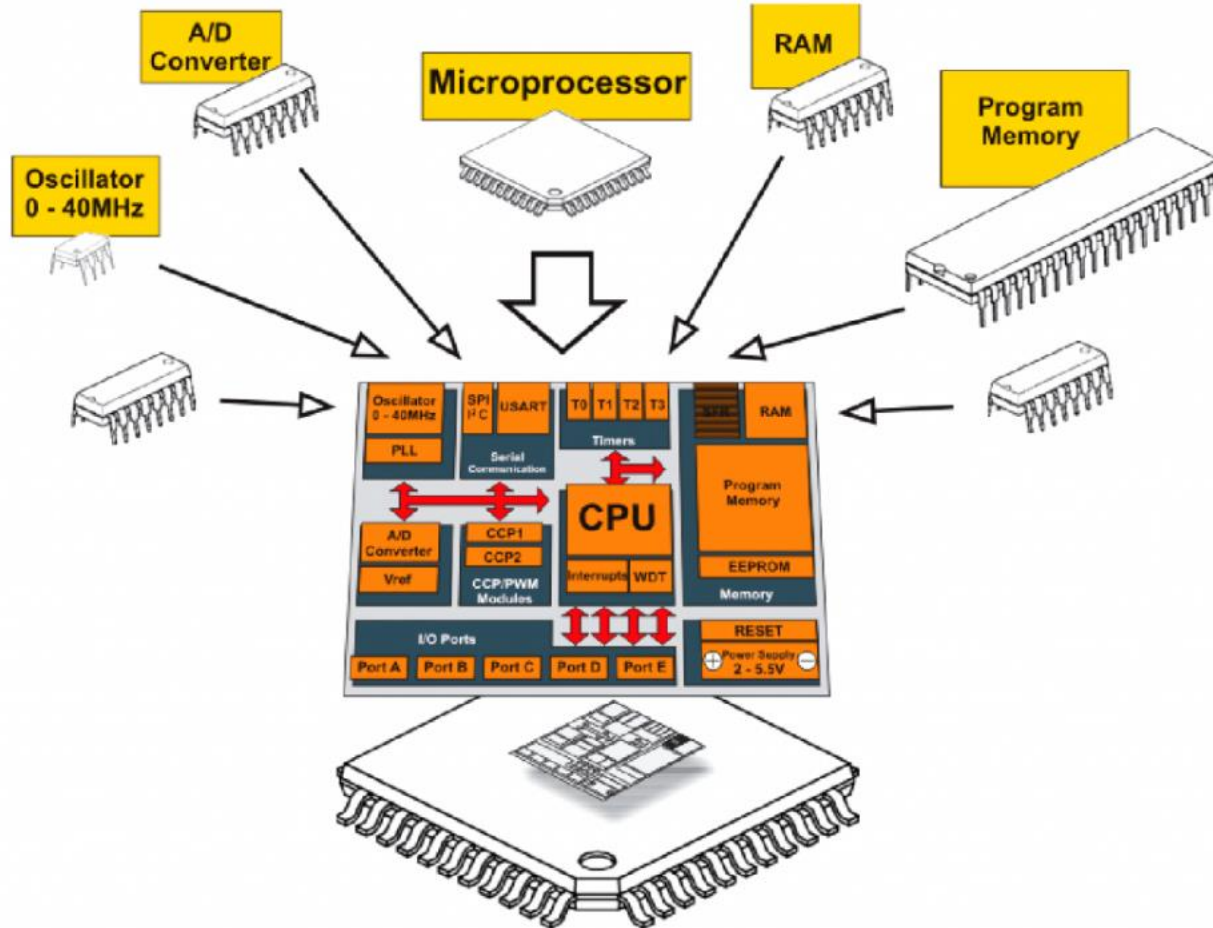 A/D
Converter
Microprocessor
RAM
Program
Memory
Oscillator
0 - 40MHz
Oscillator
0 - 40MHz
PLL
SPI
I²C
USART
Serial
Communication
T0 T1 T2 T3
Timers
SFR
RAM
Program
Memory
EEPROM
Memory
A/D
Converter
Vref
CCP1
CCP2
CCP/PWM
Modules
CPU
Interrupts WDT
I/O Ports
Port A Port B Port C Port D Port E
RESET
Power Supply
+ 2 - 5.5V −